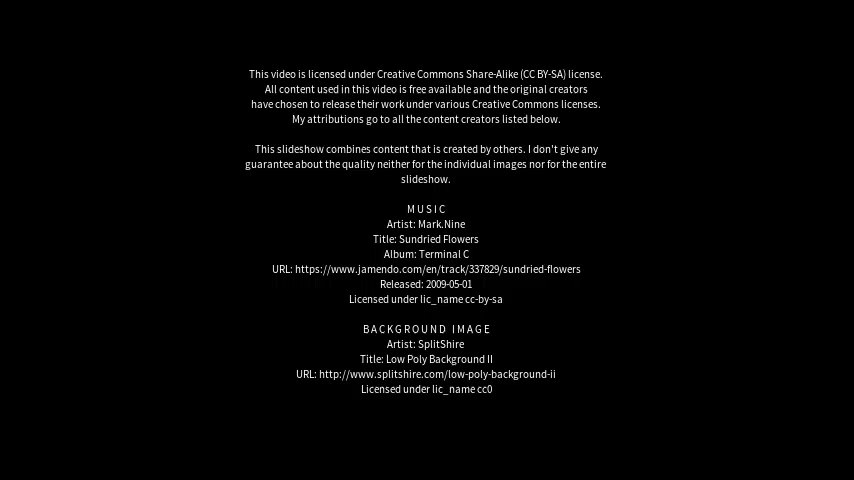 This video is licensed under Creative Commons Share-Alike (CC BY-SA) license.
All content used in this video is free available and the original creators
have chosen to release their work under various Creative Commons licenses.
My attributions go to all the content creators listed below.
This slideshow combines content that is created by others. I don't give any
guarantee about the quality neither for the individual images nor for the entire
slideshow.
MUSIC
Artist: Mark.Nine
Title: Sundried Flowers
Album: Terminal C
URL: https://www.jamendo.com/en/track/337829/sundried-flowers
Released: 2009-05-01
Licensed under lic_name cc-by-sa
BACKGROUND IMAGE
Artist: SplitShire
Title: Low Poly Background II
URL: http://www.splitshire.com/low-poly-background-ii
Licensed under lic_name cc0